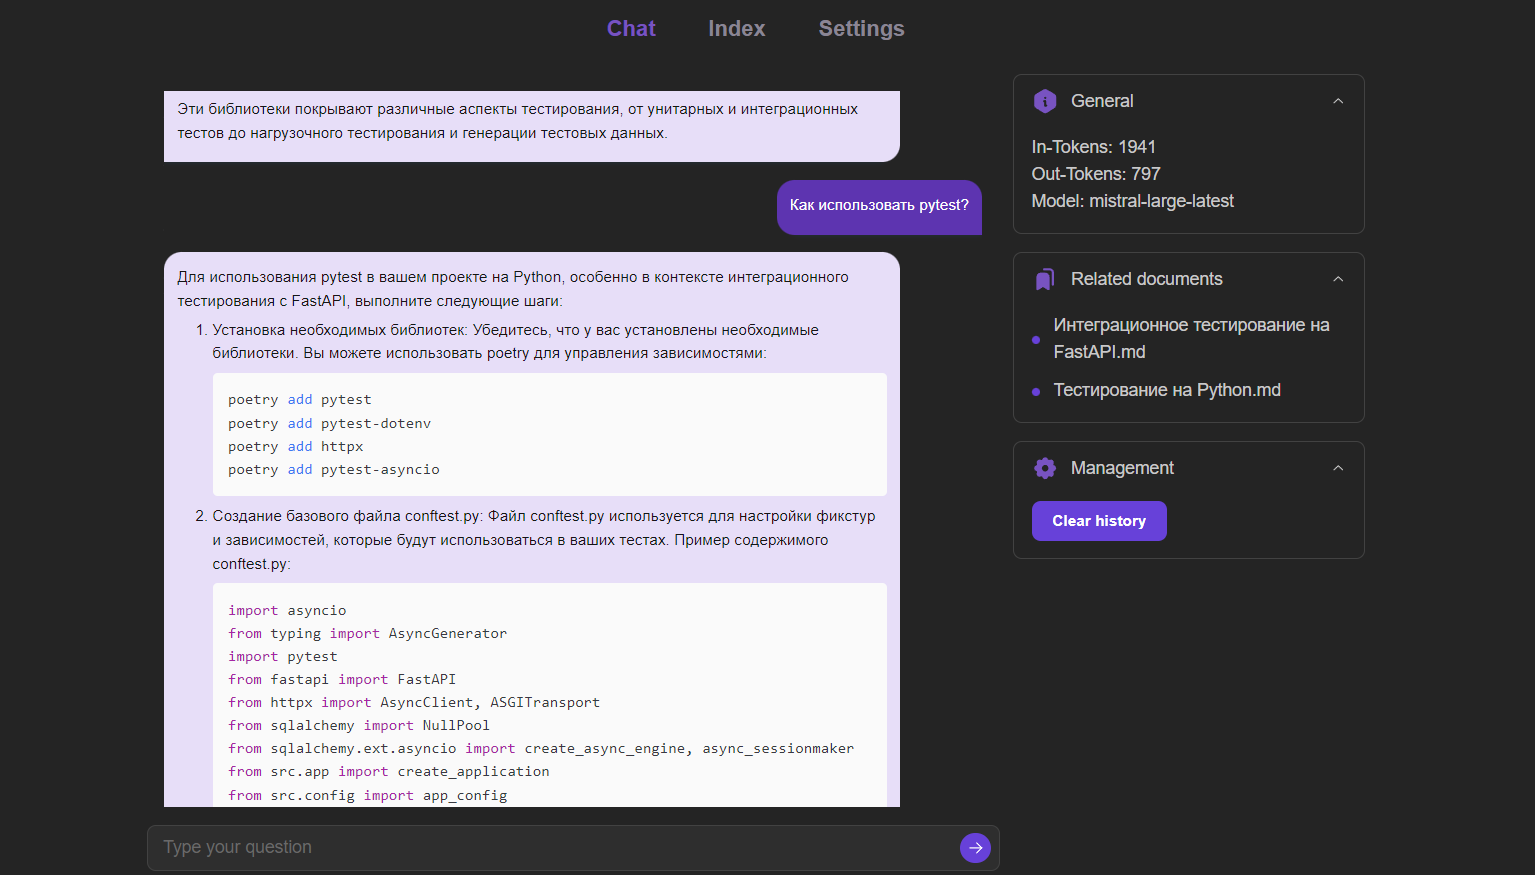 Chat
Index
Settings
Эти библиотеки покрывают различные аспекты тестирования, от унитарных и интеграционных
тестов до нагрузочного тестирования и генерации тестовых данных.
Как использовать pytest?
Для использования pytest в вашем проекте на Python, особенно в контексте интеграционного
тестирования с FastAPI, выполните следующие шаги:
1. Установка необходимых библиотек: Убедитесь, что у вас установлены необходимые
библиотеки. Вы можете использовать poetry для управления зависимостями:
poetry add pytest
poetry add pytest-dotenv
poetry add httpx
poetry add pytest-asyncio
2. Создание базового файла conftest.py: Файл conftest.py используется для настройки фикстур
и зависимостей, которые будут использоваться в ваших тестах. Пример содержимого
conftest.py:
import asyncio
from typing import AsyncGenerator
import pytest
from fastapi import FastAPI
from httpx import AsyncClient, ASGITransport
from sqlalchemy import NullPool
from sqlalchemy.ext.asyncio import create_async_engine, async_sessionmaker
from src.app import create_application
from src.config import app_config
Type your question
General
In-Tokens: 1941
Out-Tokens: 797
Model: mistral-large-latest
Related documents
Интеграционное тестирование на
FastAPI.md
Тестирование на Python.md
Management
Clear history